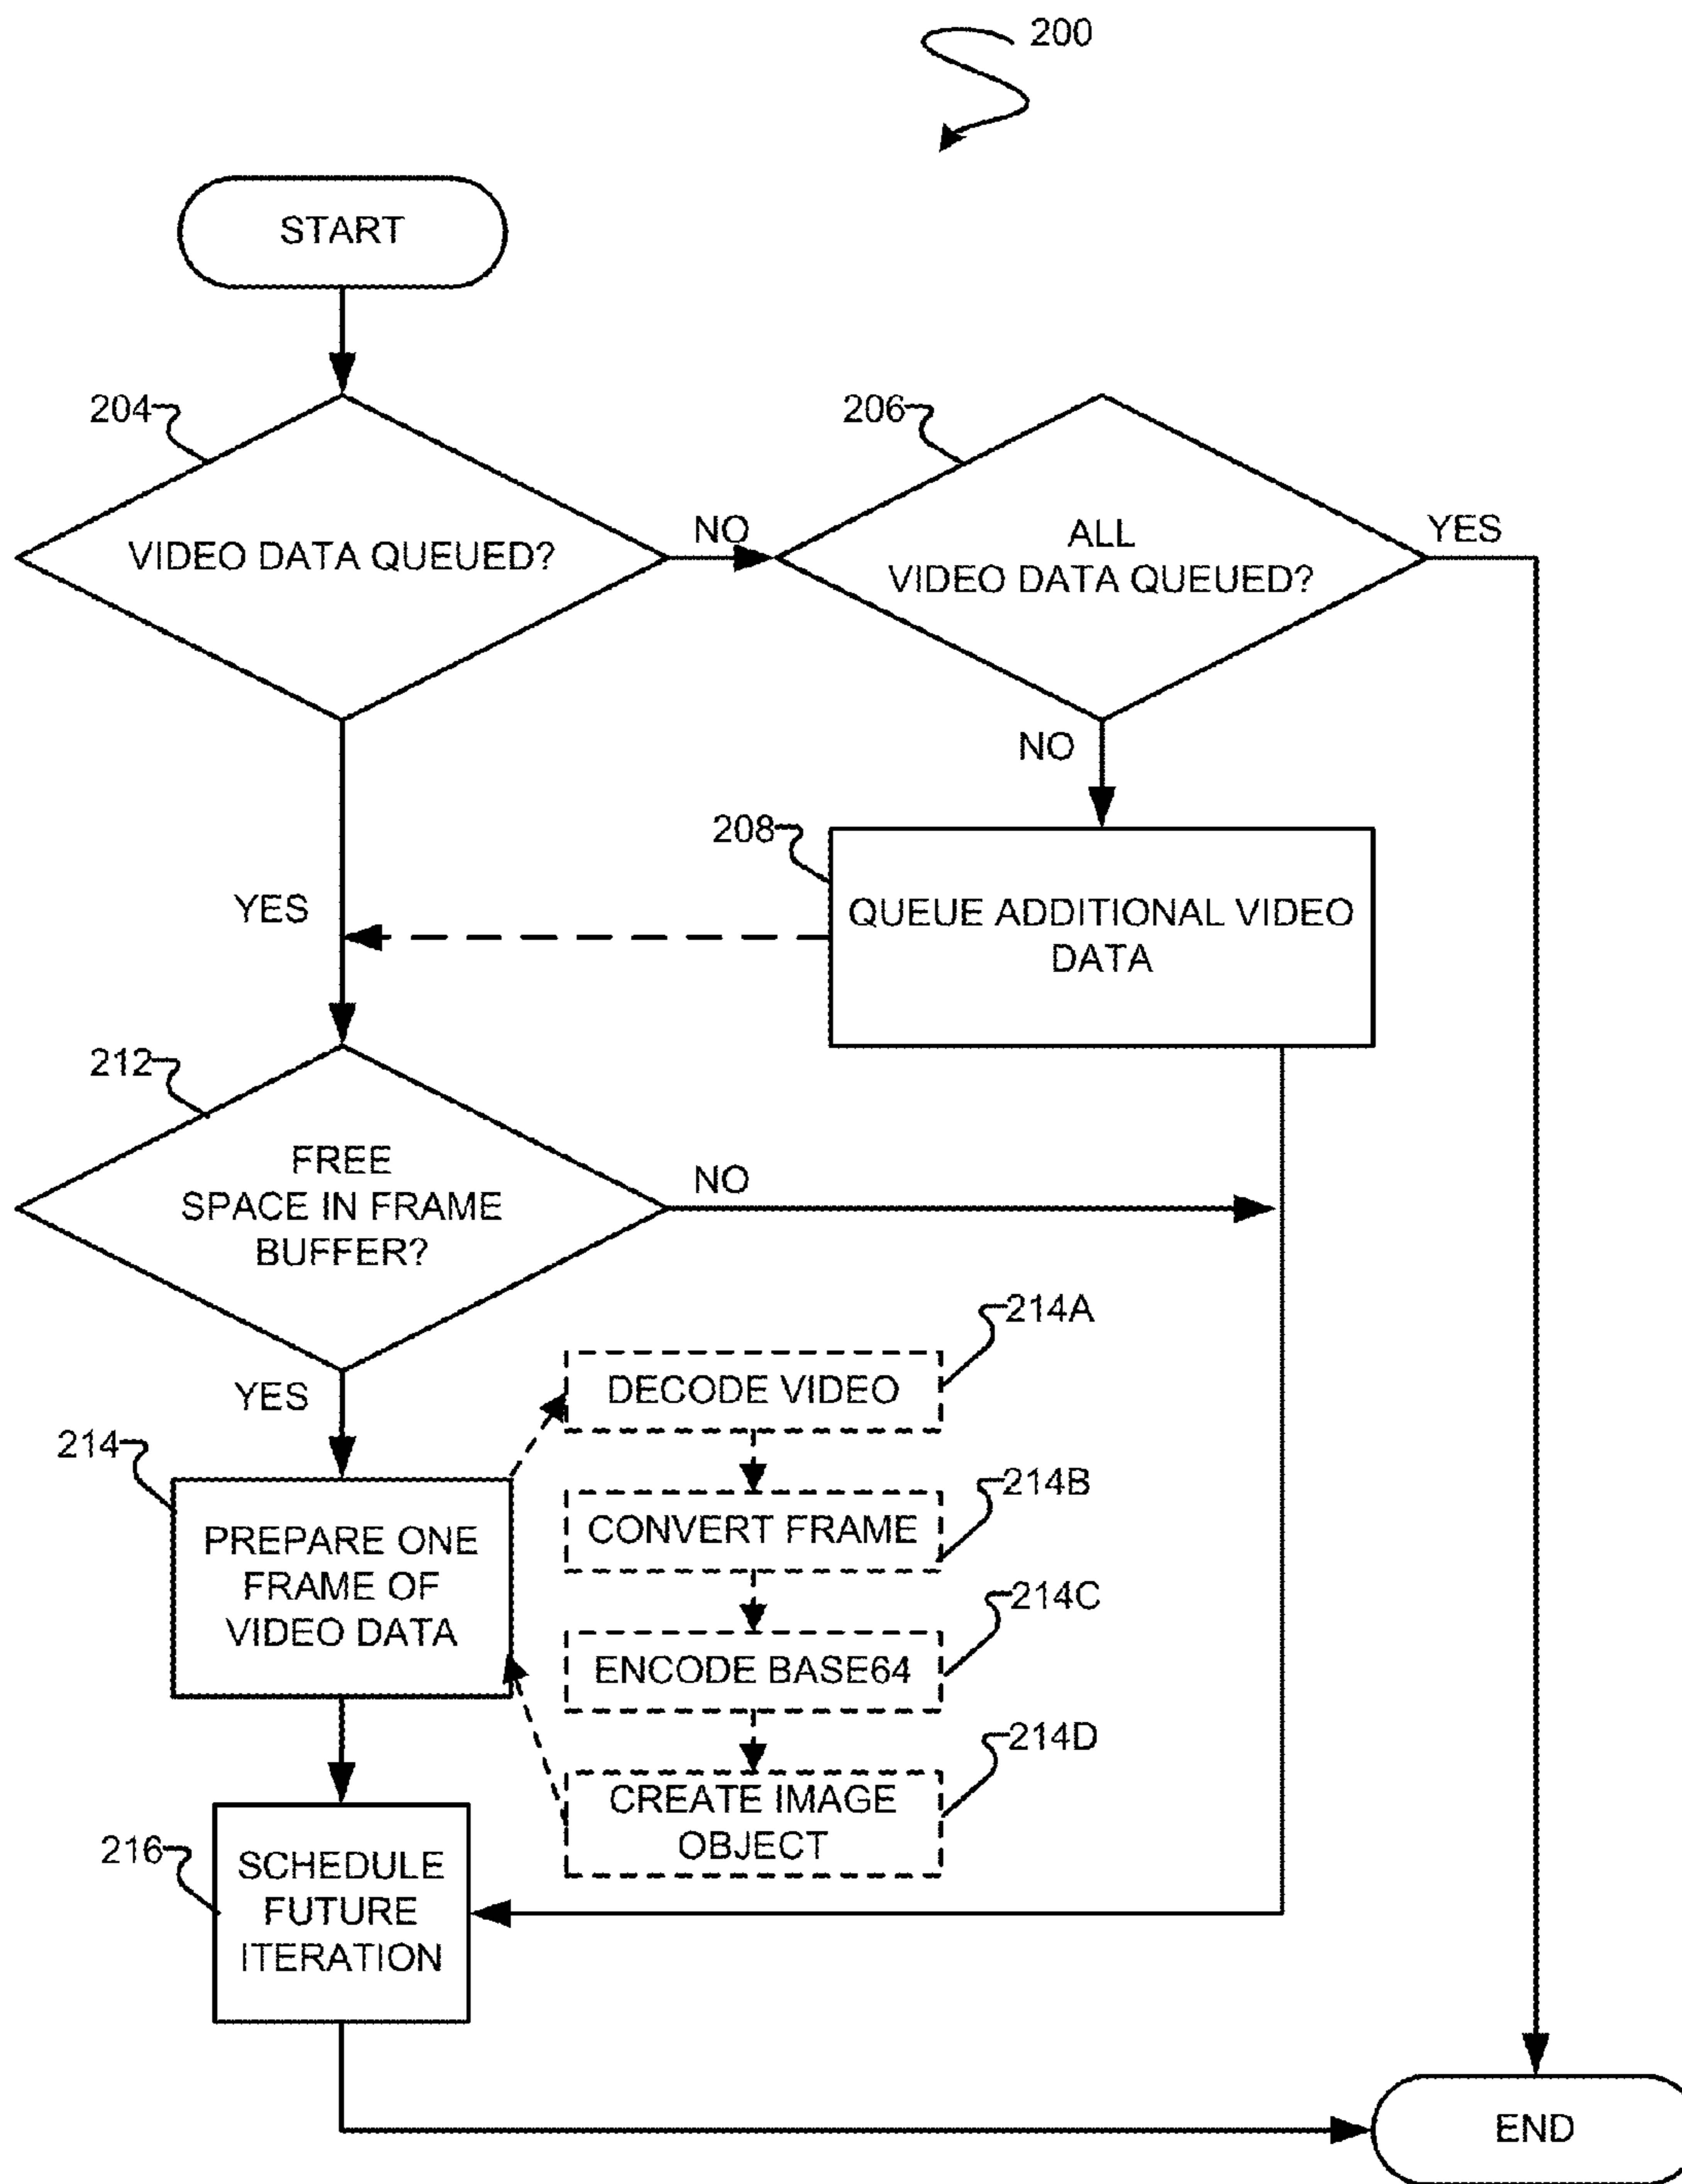 200
START
204
206
VIDEO DATA QUEUED?
NO
ALL
VIDEO DATA QUEUED?
YES
NO
208
QUEUE ADDITIONAL VIDEO
DATA
YES
212
FREE
SPACE IN FRAME
BUFFER?
NO
YES
214A
DECODE VIDEO
214
214B
PREPARE ONE
FRAME OF
VIDEO DATA
CONVERT FRAME
214C
ENCODE BASE64
214D
CREATE IMAGE
OBJECT
216
SCHEDULE
FUTURE
ITERATION
END